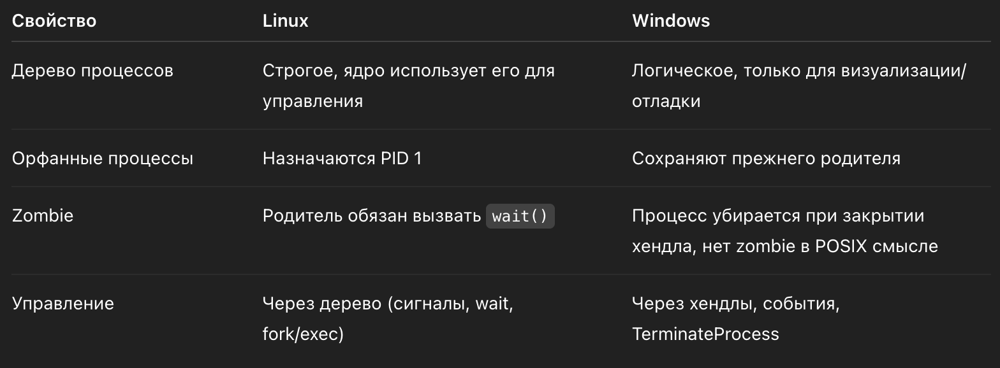 Свойство Linux Windows
Дерево процессов Строгое, ядро использует его для Логическое, только для визуализации/
управления отладки
Орфанные процессы Назначаются PID 1 Сохраняют прежнего родителя
Zombie Родитель обязан вызвать wait() Процесс убирается при закрытии
хендла, нет zombie в POSIX смысле
Управление Через дерево (сигналы, wait, Через хендлы, события,
fork/exec) TerminateProcess